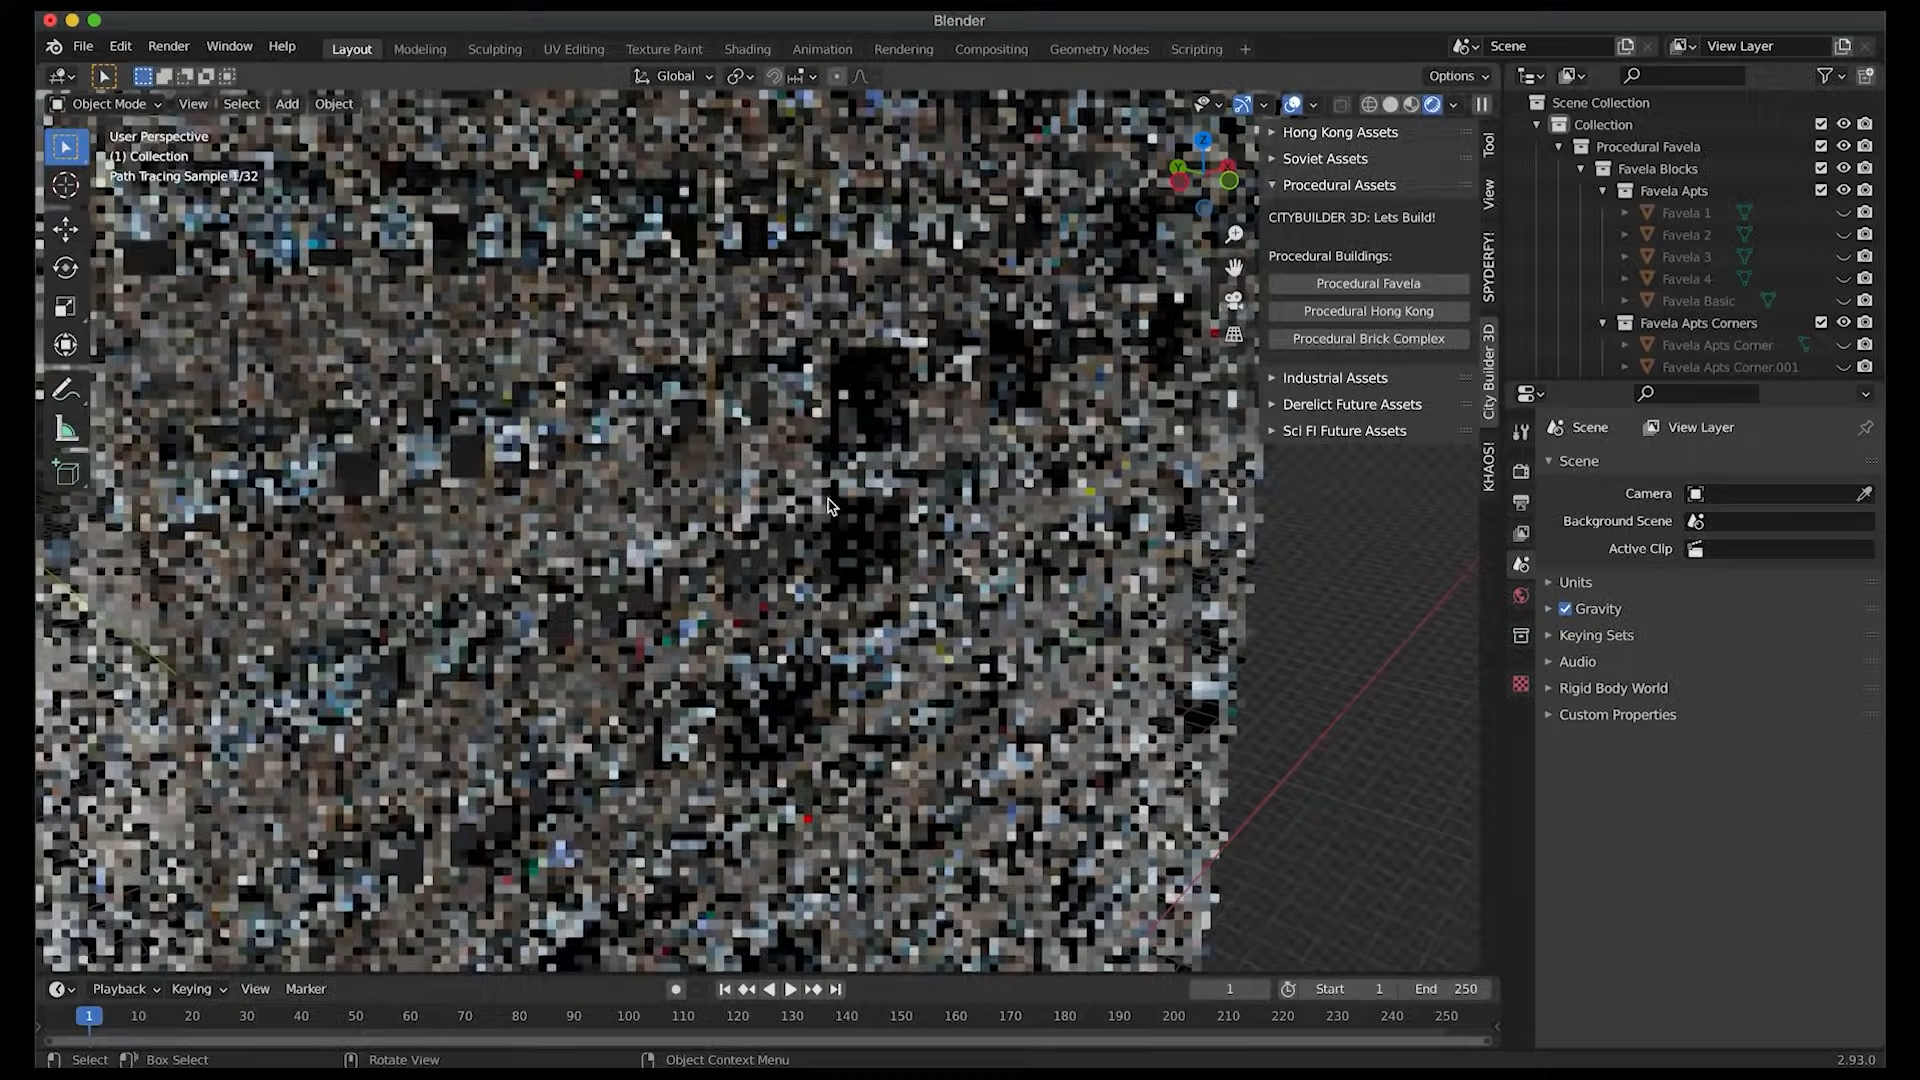 Blender
File Edit Render Window Help Layout Modeling Sculpting UV Editing Texture Paint Shading Animation Rendering Compositing Geometry Nodes Scripting + Scene View Layer
Global Options
Object Mode View Select Add Object
User Perspective
(1) Collection
Path Tracing Sample 1/32
Z
Y
X
Hong Kong Assets
Soviet Assets
Procedural Assets
CITYBUILDER 3D: Lets Build!
Procedural Buildings:
Procedural Favela
Procedural Hong Kong
Procedural Brick Complex
Industrial Assets
Derelict Future Assets
Sci FI Future Assets
Tool
View
SPYDERFY!
City Builder 3D
KHAOS!
Scene Collection
Collection
Procedural Favela
Favela Blocks
Favela Apts
Favela 1
Favela 2
Favela 3
Favela 4
Favela Basic
Favela Apts Corners
Favela Apts Corner
Favela Apts Corner.001
Scene View Layer
Scene
Camera
Background Scene
Active Clip
Units
Gravity
Keying Sets
Audio
Rigid Body World
Custom Properties
Playback Keying View Marker 1 Start 1 End 250
1 10 20 30 40 50 60 70 80 90 100 110 120 130 140 150 160 170 180 190 200 210 220 230 240 250
Select Box Select Rotate View Object Context Menu 2.93.0